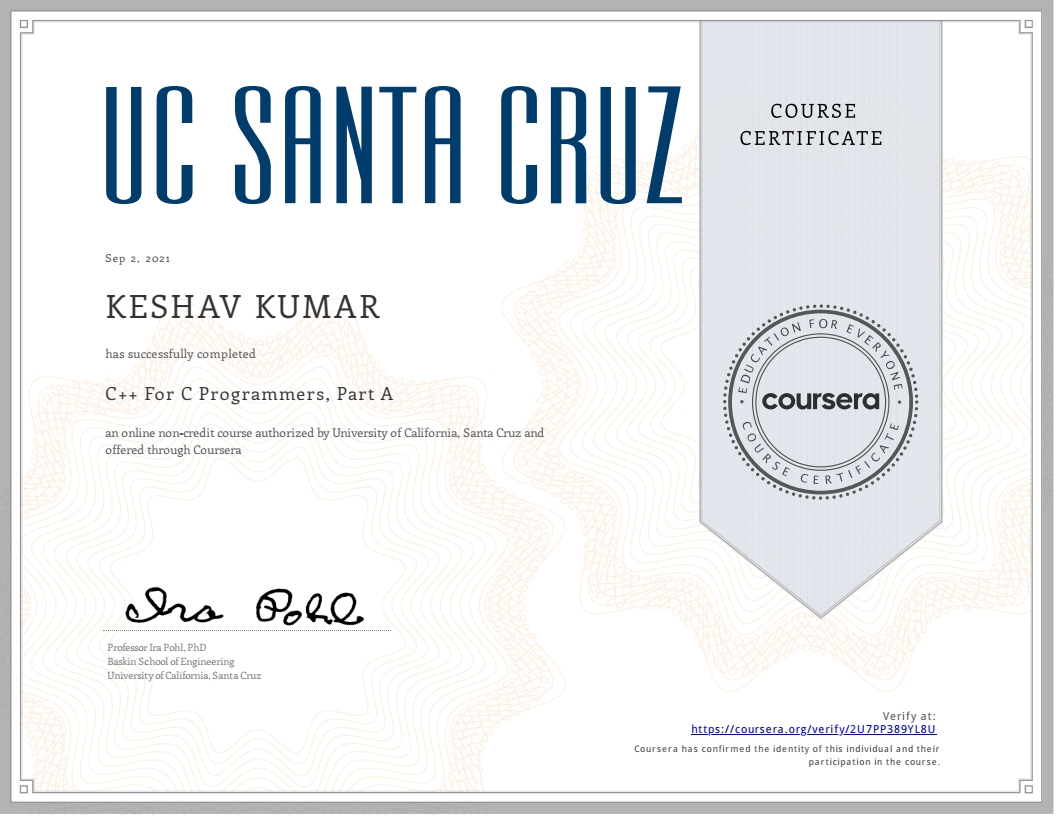 UC SANTA CRUZ
COURSE
CERTIFICATE
Sep 2, 2021
KESHAV KUMAR
has successfully completed
C++ For C Programmers, Part A
an online non-credit course authorized by University of California, Santa Cruz and
offered through Coursera
EDUCATION FOR EVERYONE
coursera
COURSE CERTIFICATE
Ira Pohl
Professor Ira Pohl, PhD
Baskin School of Engineering
University of California, Santa Cruz
Verify at:
https://coursera.org/verify/2U7PP389YL8U
Coursera has confirmed the identity of this individual and their
participation in the course.